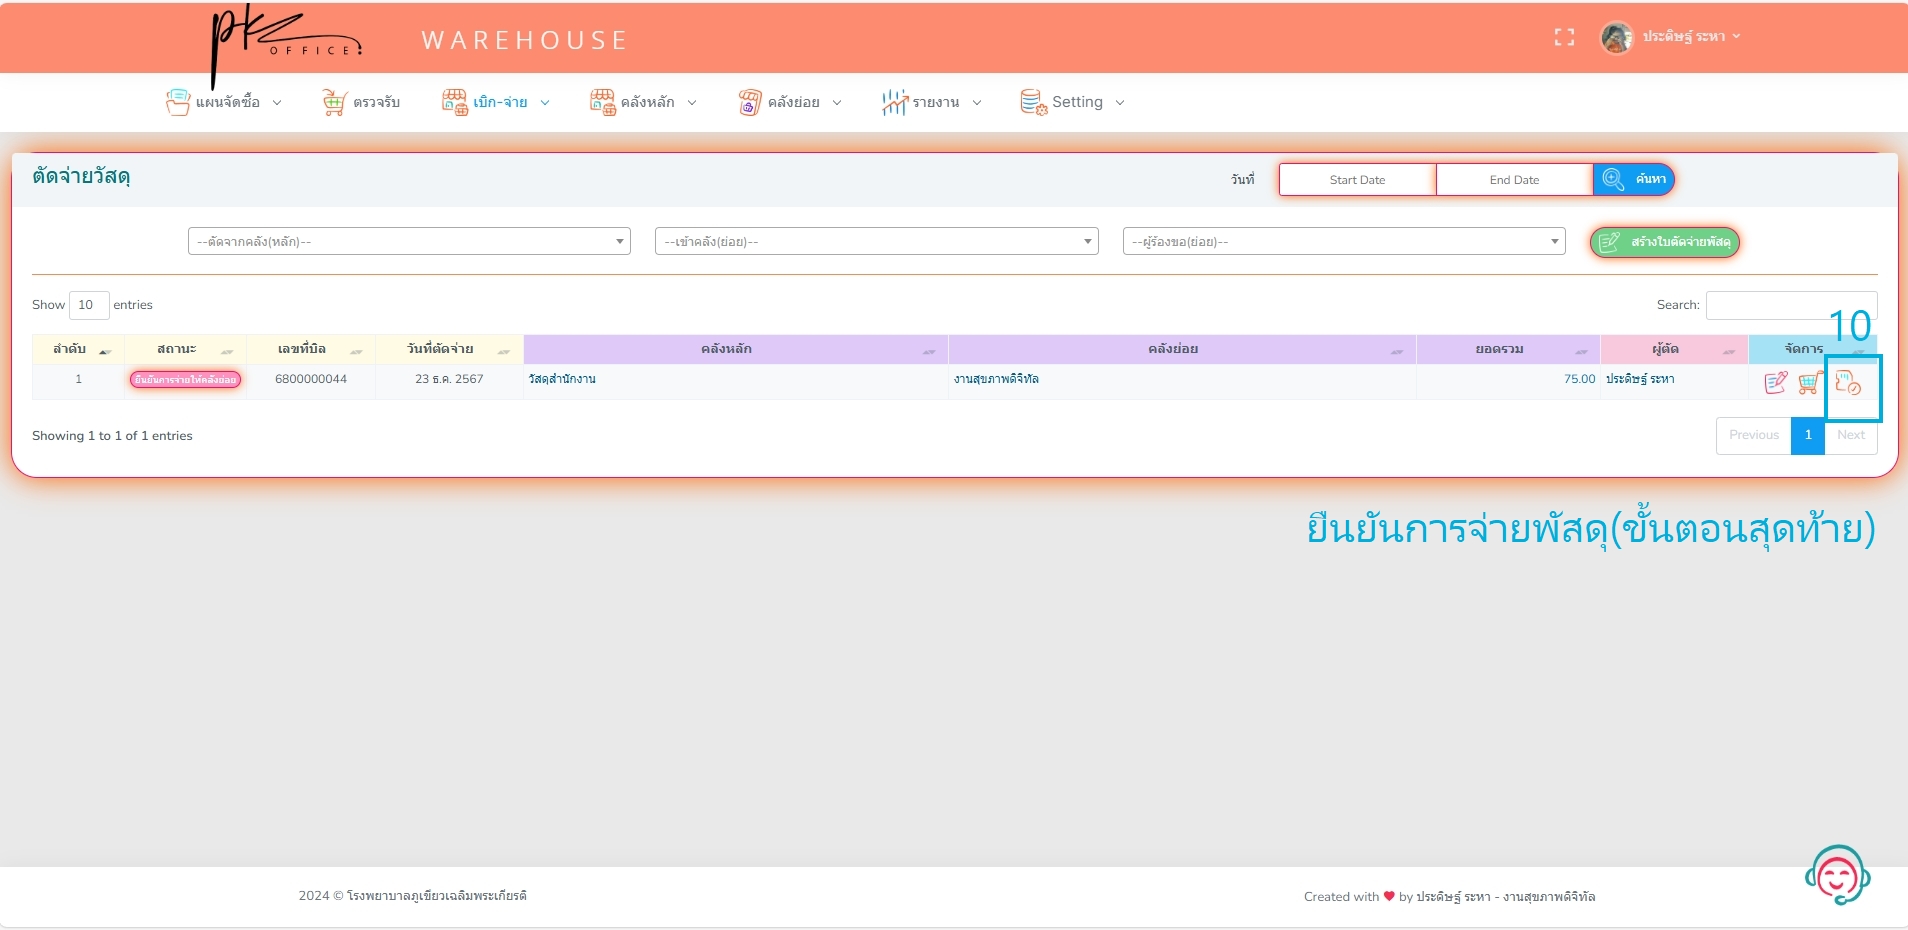 pk OFFICE
WAREHOUSE
ประดิษฐ์ ระหา
แผนจัดซื้อ
ตรวจรับ
เบิก-จ่าย
คลังหลัก
คลังย่อย
รายงาน
Setting
ตัดจ่ายวัสดุ
วันที่
Start Date
End Date
ค้นหา
--ตัดจากคลัง(หลัก)--
--เข้าคลัง(ย่อย)--
--ผู้ร้องขอ(ย่อย)--
สร้างใบตัดจ่ายพัสดุ
Show 10 entries
Search:
10
ลำดับ สถานะ เลขที่บิล วันที่ตัดจ่าย คลังหลัก คลังย่อย ยอดรวม ผู้ตัด จัดการ
1 ยืนยันการจ่ายให้คลังย่อย 6800000044 23 ธ.ค. 2567 วัสดุสำนักงาน งานสุขภาพดิจิทัล 75.00 ประดิษฐ์ ระหา
Showing 1 to 1 of 1 entries
Previous 1 Next
ยืนยันการจ่ายพัสดุ(ขั้นตอนสุดท้าย)
2024 © โรงพยาบาลภูเขียวเฉลิมพระเกียรติ
Created with ❤ by ประดิษฐ์ ระหา - งานสุขภาพดิจิทัล